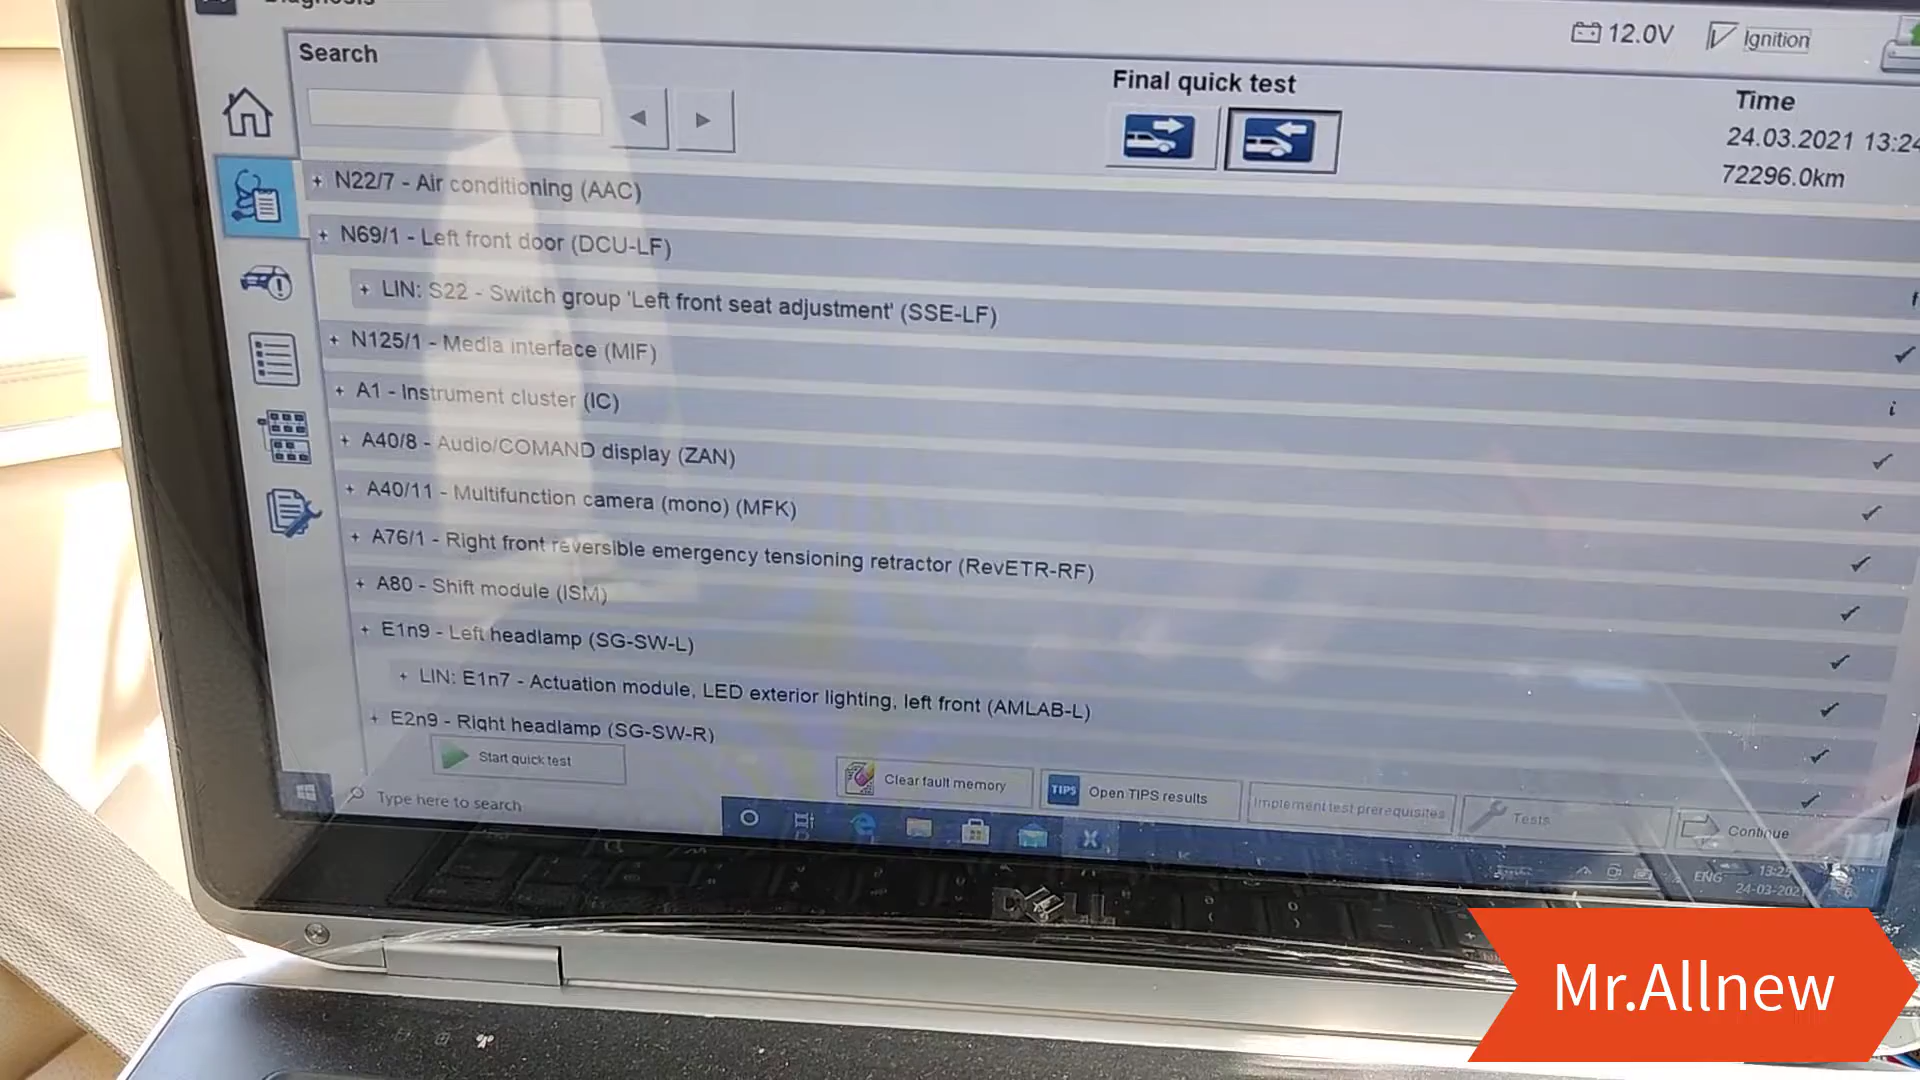 Diagnosis
12.0V
Ignition
Search
Final quick test
Time
24.03.2021 13:24
72296.0km
+ N22/7 - Air conditioning (AAC)
+ N69/1 - Left front door (DCU-LF)
+ LIN: S22 - Switch group 'Left front seat adjustment' (SSE-LF)
+ N125/1 - Media interface (MIF)
+ A1 - Instrument cluster (IC)
i
+ A40/8 - Audio/COMAND display (ZAN)
+ A40/11 - Multifunction camera (mono) (MFK)
+ A76/1 - Right front reversible emergency tensioning retractor (RevETR-RF)
+ A80 - Shift module (ISM)
+ E1n9 - Left headlamp (SG-SW-L)
+ LIN: E1n7 - Actuation module, LED exterior lighting, left front (AMLAB-L)
+ E2n9 - Right headlamp (SG-SW-R)
Start quick test
Clear fault memory
TIPS Open TIPS results
Implement test prerequisites
Tests
Continue
Type here to search
ENG
13:25
24-03-2021
DELL
Mr.Allnew